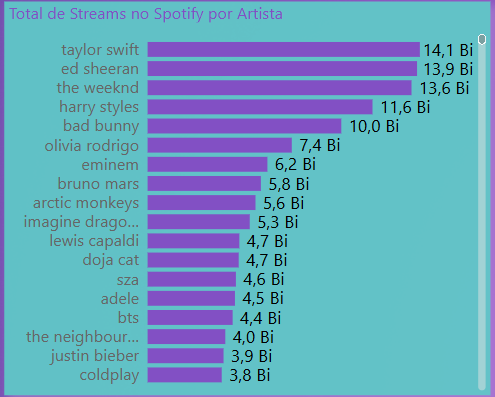 Total de Streams no Spotify por Artista
taylor swift 14,1 Bi
ed sheeran 13,9 Bi
the weeknd 13,6 Bi
harry styles 11,6 Bi
bad bunny 10,0 Bi
olivia rodrigo 7,4 Bi
eminem 6,2 Bi
bruno mars 5,8 Bi
arctic monkeys 5,6 Bi
imagine drago... 5,3 Bi
lewis capaldi 4,7 Bi
doja cat 4,7 Bi
sza 4,6 Bi
adele 4,5 Bi
bts 4,4 Bi
the neighbour... 4,0 Bi
justin bieber 3,9 Bi
coldplay 3,8 Bi